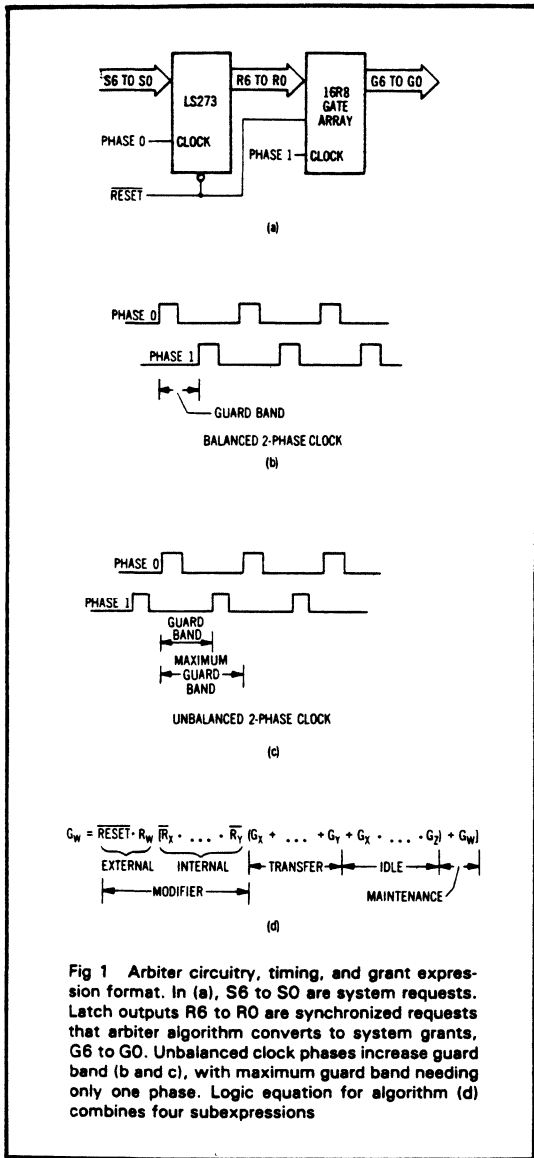 S6 TO S0
R6 TO R0
G6 TO G0
LS273
16R8
GATE
ARRAY
PHASE 0
CLOCK
PHASE 1
CLOCK
RESET
(a)
PHASE 0
PHASE 1
GUARD BAND
BALANCED 2-PHASE CLOCK
(b)
PHASE 0
PHASE 1
GUARD
BAND
MAXIMUM
GUARD
BAND
UNBALANCED 2-PHASE CLOCK
(c)
G_W = \overline{RESET} · R_W [\overline{R}_X · . . . · \overline{R}_Y (G_X + . . . + G_Y + G_X · . . . · G_Z) + G_W]
EXTERNAL INTERNAL TRANSFER IDLE
MODIFIER MAINTENANCE
(d)
Fig 1 Arbiter circuitry, timing, and grant expres-
sion format. In (a), S6 to S0 are system requests.
Latch outputs R6 to R0 are synchronized requests
that arbiter algorithm converts to system grants,
G6 to G0. Unbalanced clock phases increase guard
band (b and c), with maximum guard band needing
only one phase. Logic equation for algorithm (d)
combines four subexpressions